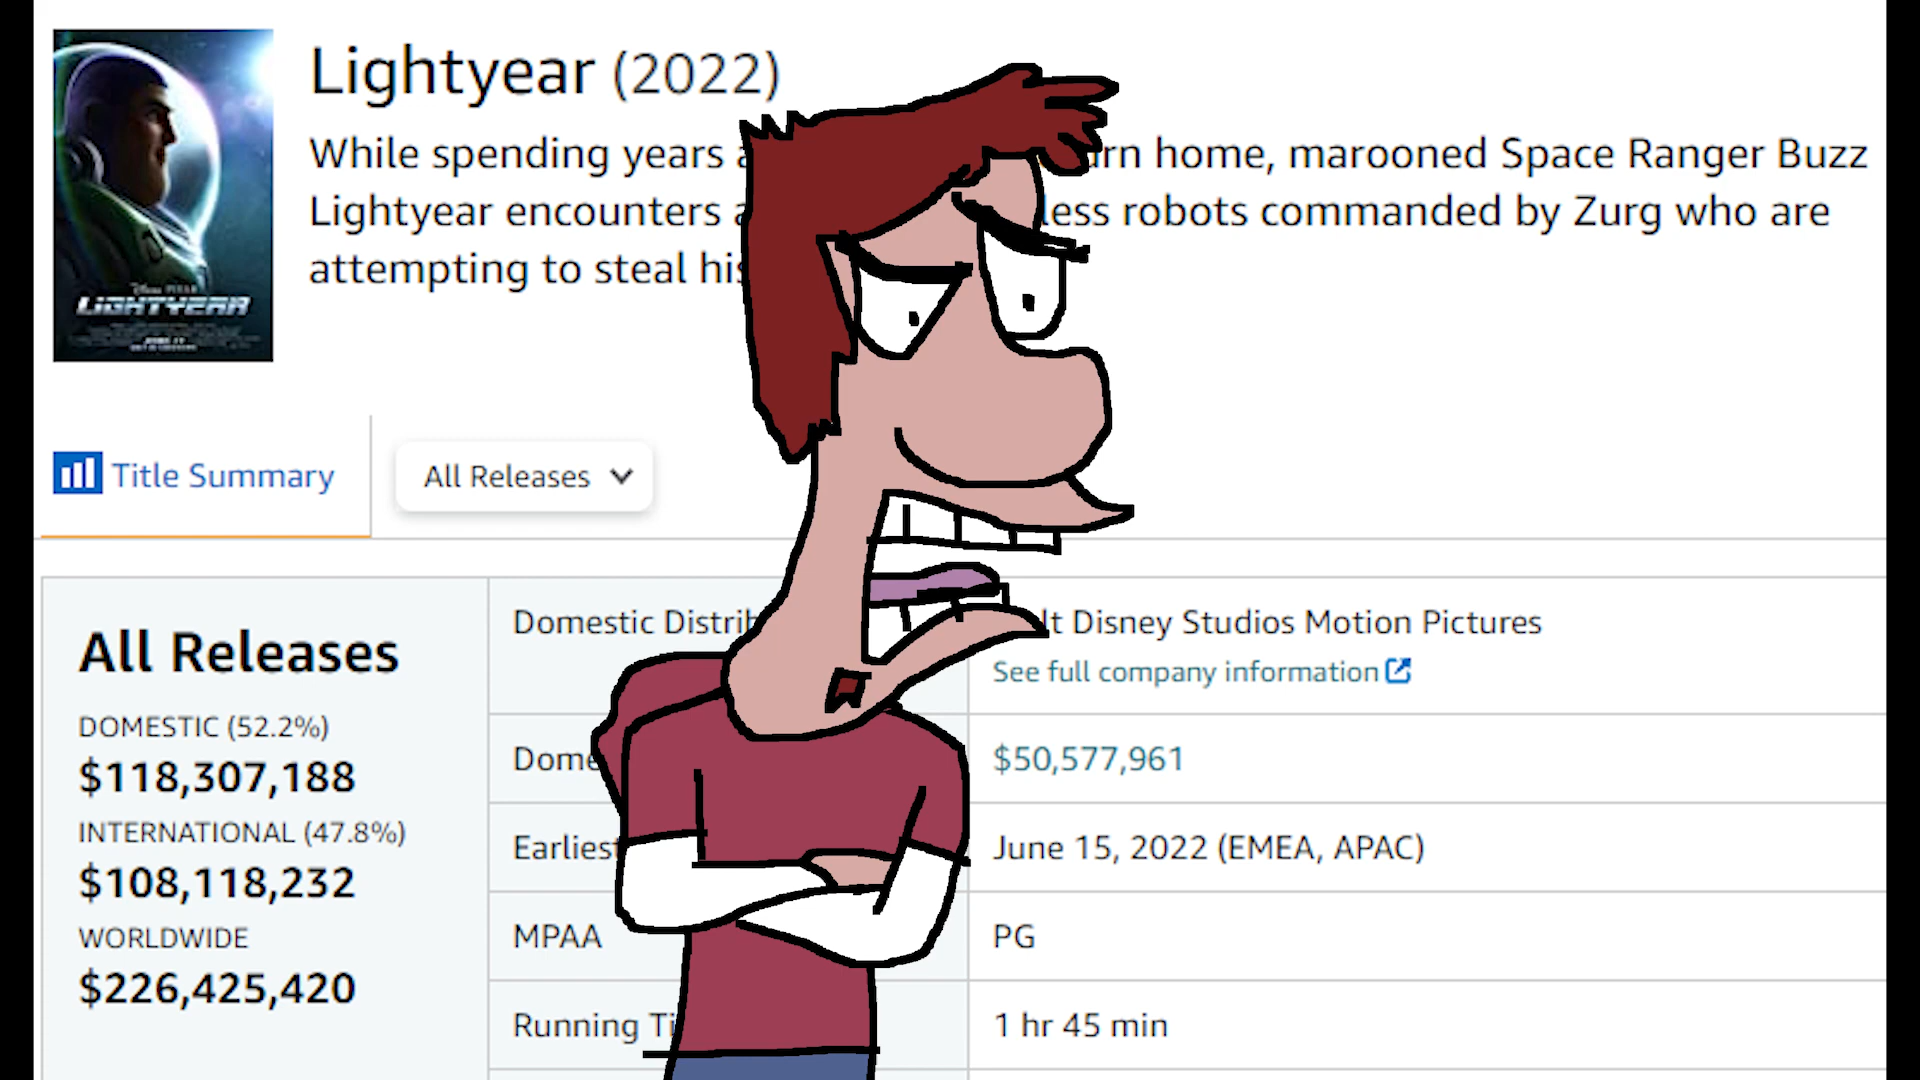 Lightyear (2022)
While spending years a urn home, marooned Space Ranger Buzz
Lightyear encounters a less robots commanded by Zurg who are
attempting to steal his
LIGHTYEAR
Title Summary
All Releases
All Releases
DOMESTIC (52.2%)
$118,307,188
INTERNATIONAL (47.8%)
$108,118,232
WORLDWIDE
$226,425,420
Domestic Distrib lt Disney Studios Motion Pictures
See full company information
Dome $50,577,961
Earliest June 15, 2022 (EMEA, APAC)
MPAA PG
Running Ti 1 hr 45 min